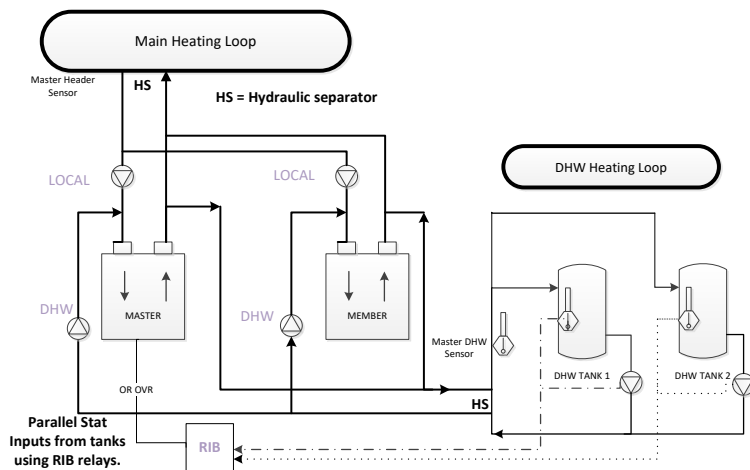 Main Heating Loop
Master Header
Sensor
HS
HS = Hydraulic separator
LOCAL
LOCAL
DHW Heating Loop
DHW
MASTER
DHW
MEMBER
Master DHW
Sensor
DHW TANK 1
DHW TANK 2
OR OVR
HS
Parallel Stat
Inputs from tanks
using RIB relays.
RIB